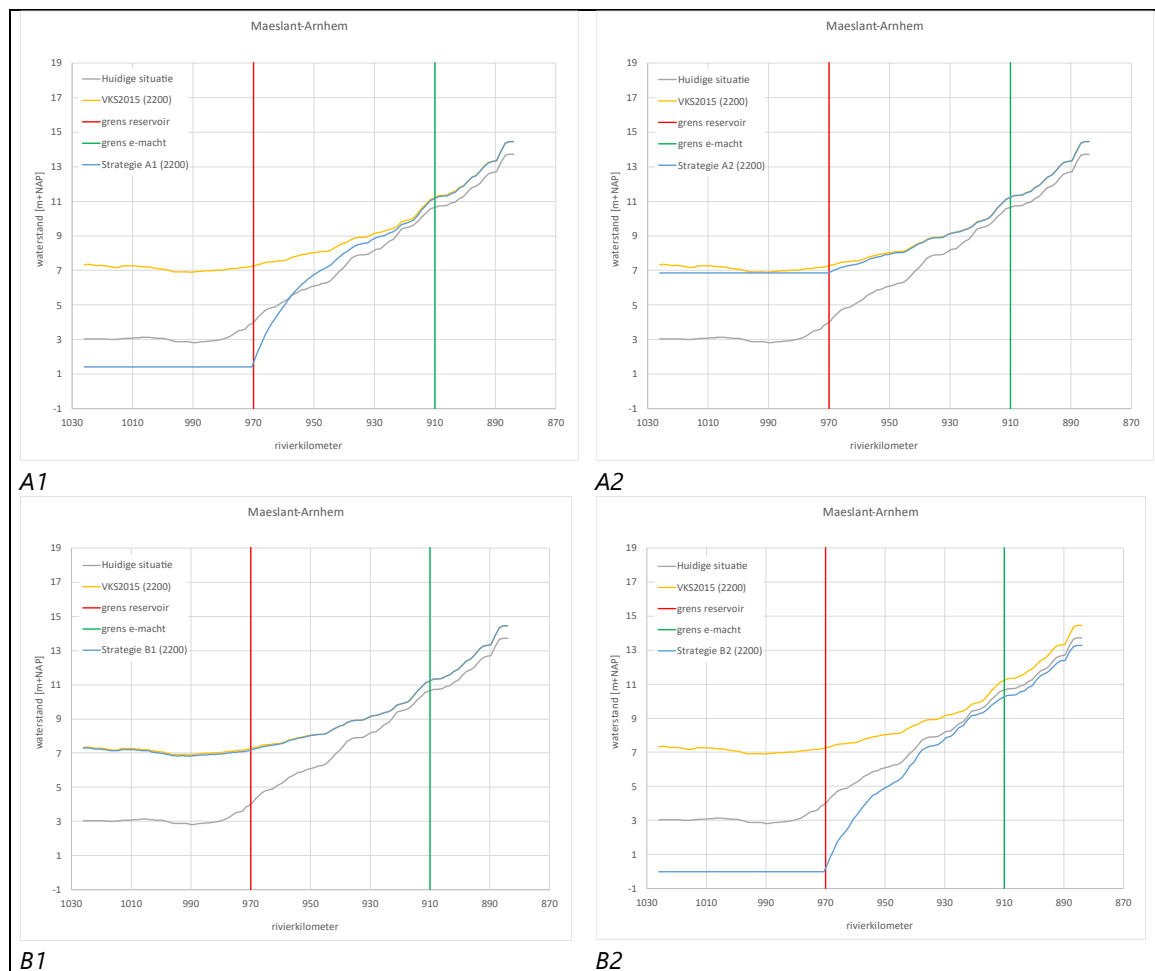 Maeslant-Arnhem
19
17
15
13
11
9
7
5
3
1
-1
waterstand [m+NAP]
Huidige situatie
VKS2015 (2200)
grens reservoir
grens e-macht
Strategie A1 (2200)
1030 1010 990 970 950 930 910 890 870
rivierkilometer
A1
Maeslant-Arnhem
19
17
15
13
11
9
7
5
3
1
-1
waterstand [m+NAP]
Huidige situatie
VKS2015 (2200)
grens reservoir
grens e-macht
Strategie A2 (2200)
1030 1010 990 970 950 930 910 890 870
rivierkilometer
A2
Maeslant-Arnhem
19
17
15
13
11
9
7
5
3
1
-1
waterstand [m+NAP]
Huidige situatie
VKS2015 (2200)
grens reservoir
grens e-macht
Strategie B1 (2200)
1030 1010 990 970 950 930 910 890 870
rivierkilometer
B1
Maeslant-Arnhem
19
17
15
13
11
9
7
5
3
1
-1
waterstand [m+NAP]
Huidige situatie
VKS2015 (2200)
grens reservoir
grens e-macht
Strategie B2 (2200)
1030 1010 990 970 950 930 910 890 870
rivierkilometer
B2